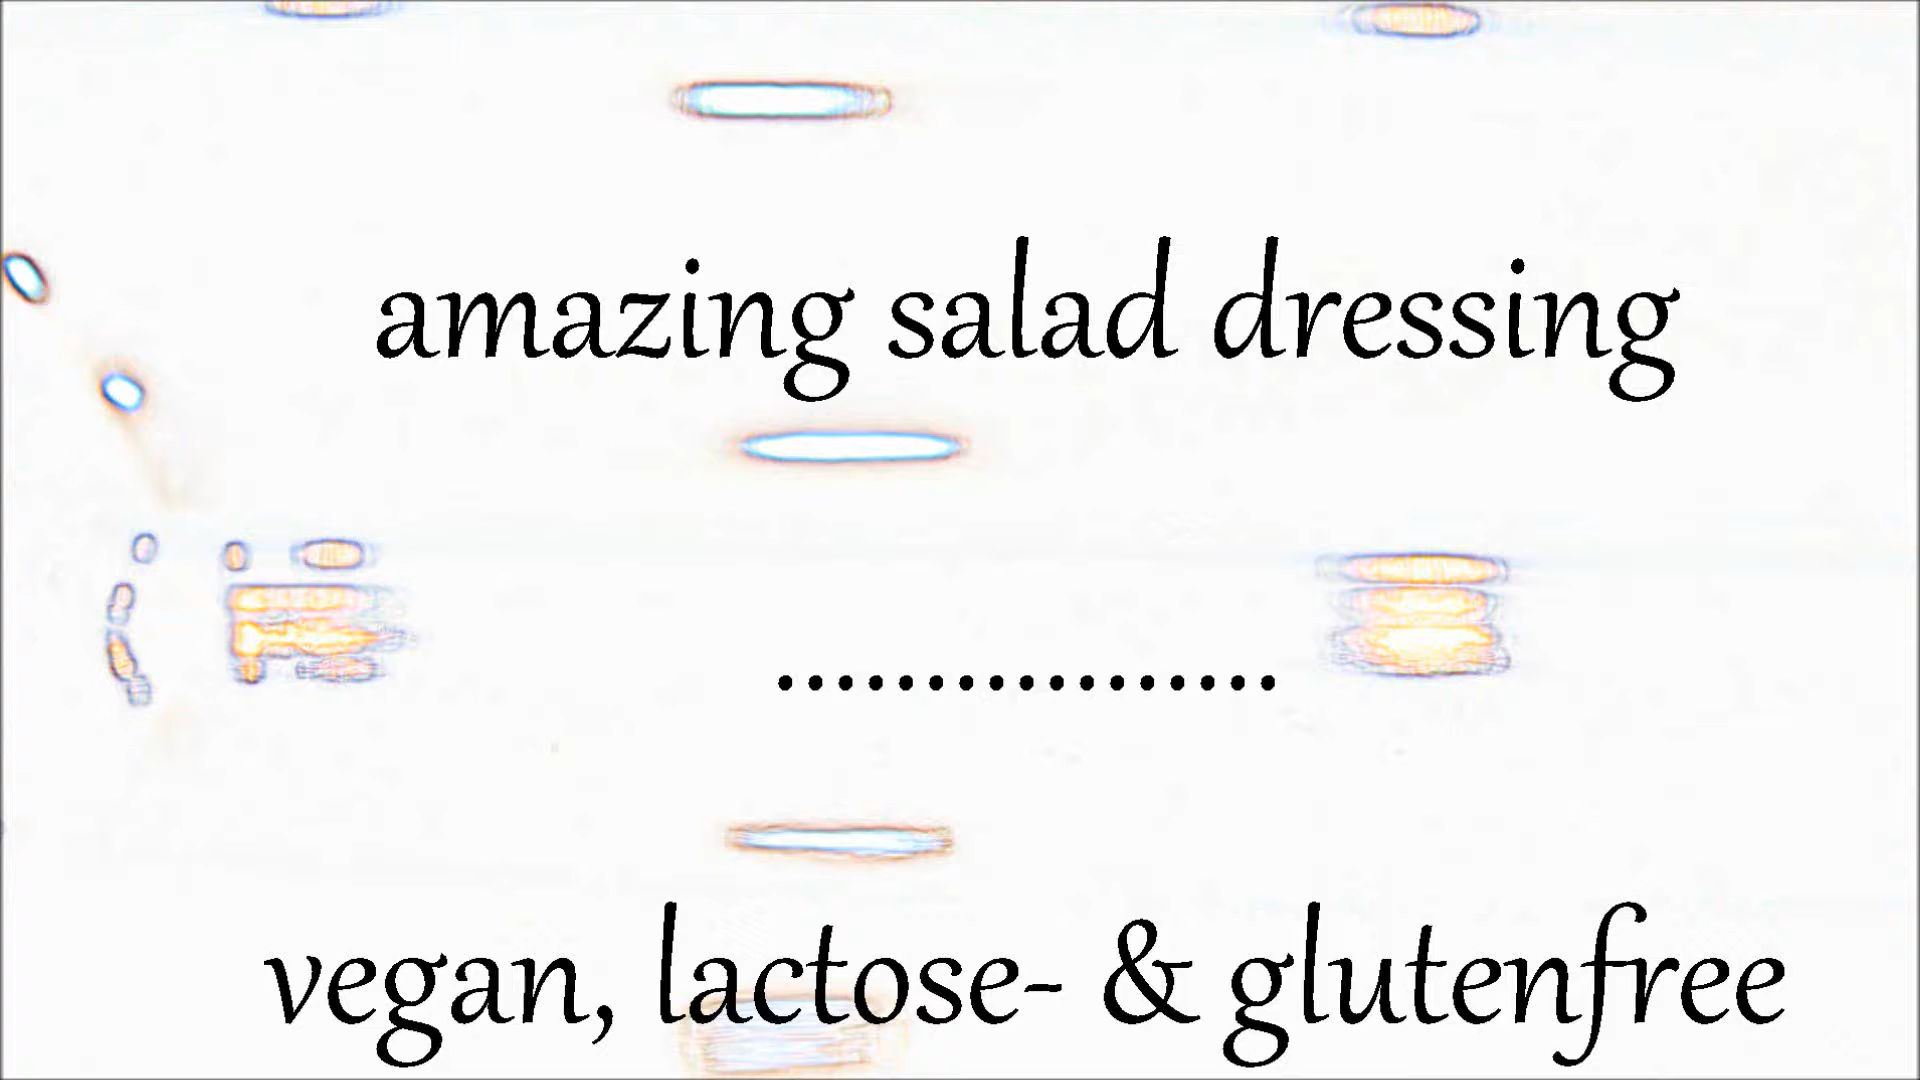 amazing salad dressing
.................
vegan, lactose- & glutenfree